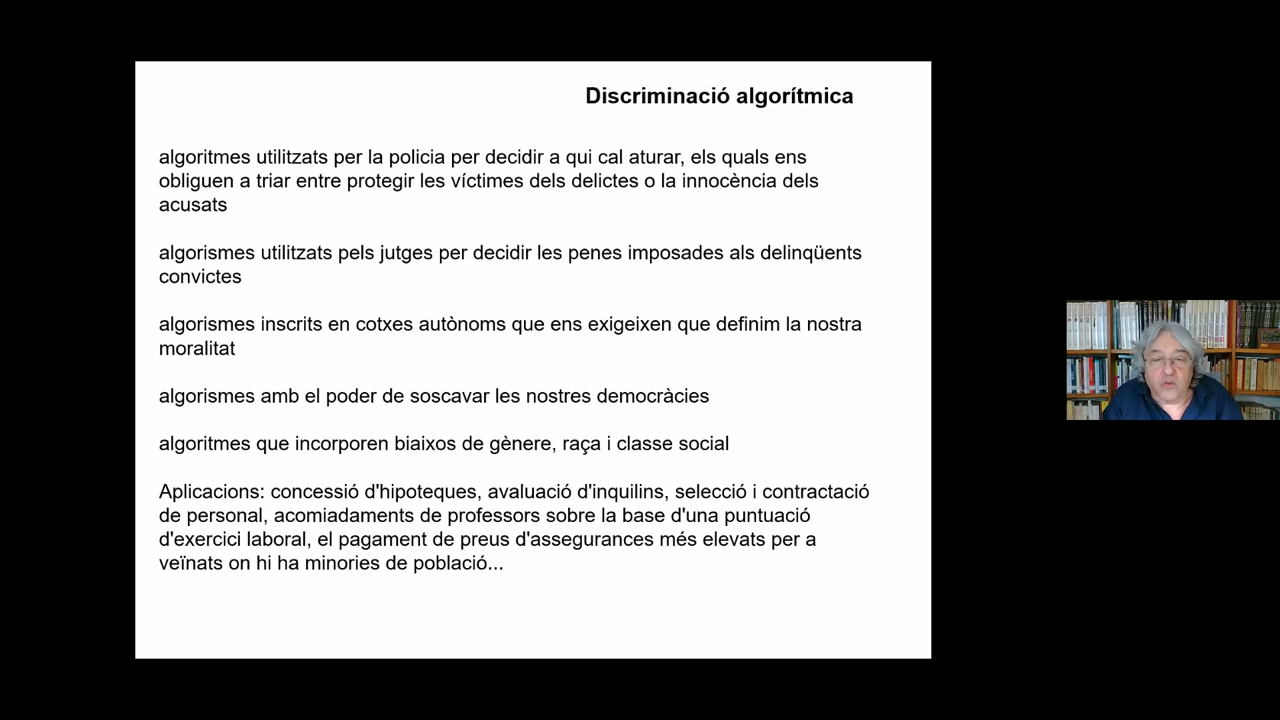 Discriminació algorítmica
algoritmes utilitzats per la policia per decidir a qui cal aturar, els quals ens
obliguen a triar entre protegir les víctimes dels delictes o la innocència dels
acusats
algorismes utilitzats pels jutges per decidir les penes imposades als delinqüents
convictes
algorismes inscrits en cotxes autònoms que ens exigeixen que definim la nostra
moralitat
algorismes amb el poder de soscavar les nostres democràcies
algoritmes que incorporen biaixos de gènere, raça i classe social
Aplicacions: concessió d'hipoteques, avaluació d'inquilins, selecció i contractació
de personal, acomiadaments de professors sobre la base d'una puntuació
d'exercici laboral, el pagament de preus d'assegurances més elevats per a
veïnats on hi ha minories de població...